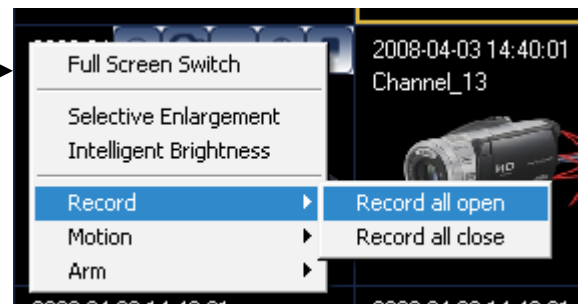 2008-04-03 14:40:01
Channel_13
HD
Full Screen Switch
Selective Enlargement
Intelligent Brightness
Record
Record all open
Motion
Record all close
Arm